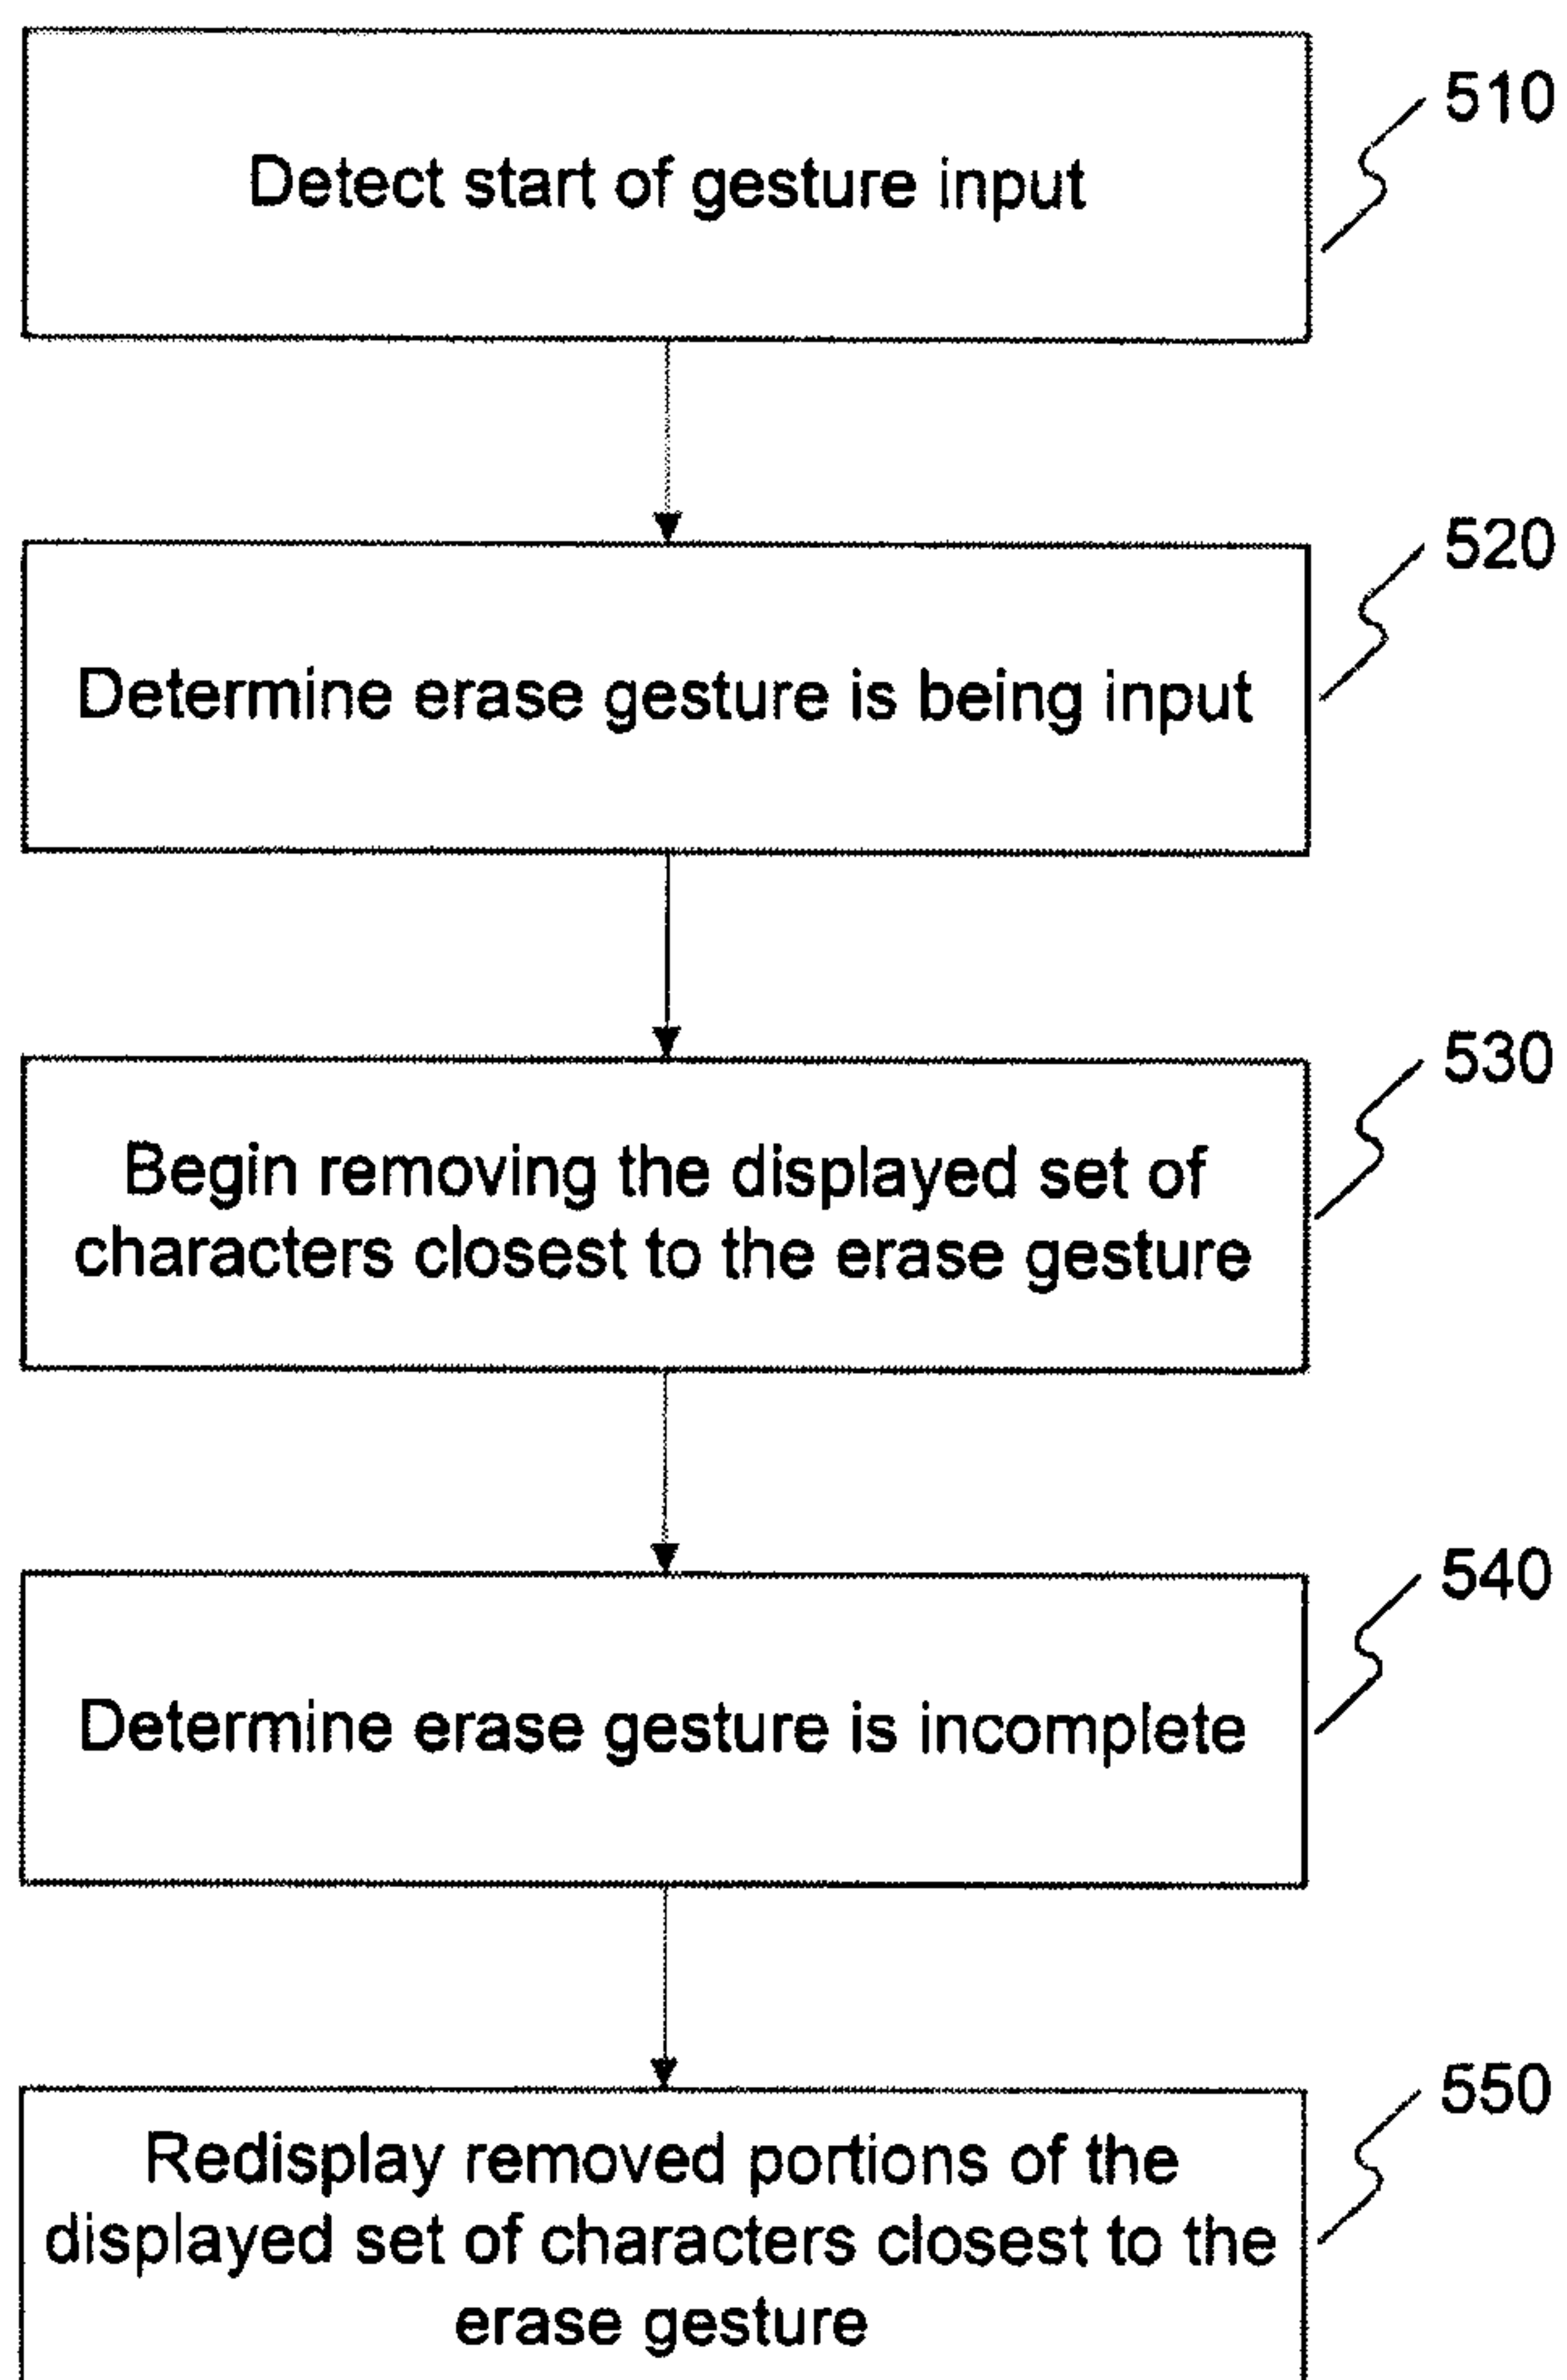 510
Detect start of gesture input
520
Determine erase gesture is being input
530
Begin removing the displayed set of
characters closest to the erase gesture
540
Determine erase gesture is incomplete
550
Redisplay removed portions of the
displayed set of characters closest to the
erase gesture